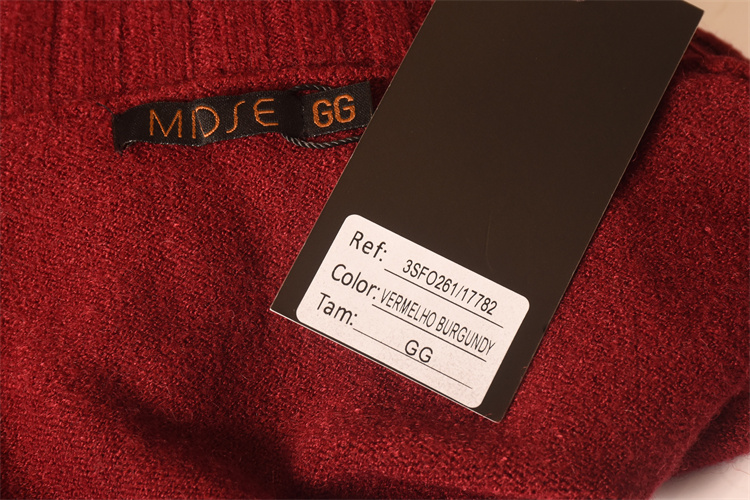 MDSE GG
Ref: 3SFO261/17782
Color: VERMELHO BURGUNDY
Tam: GG